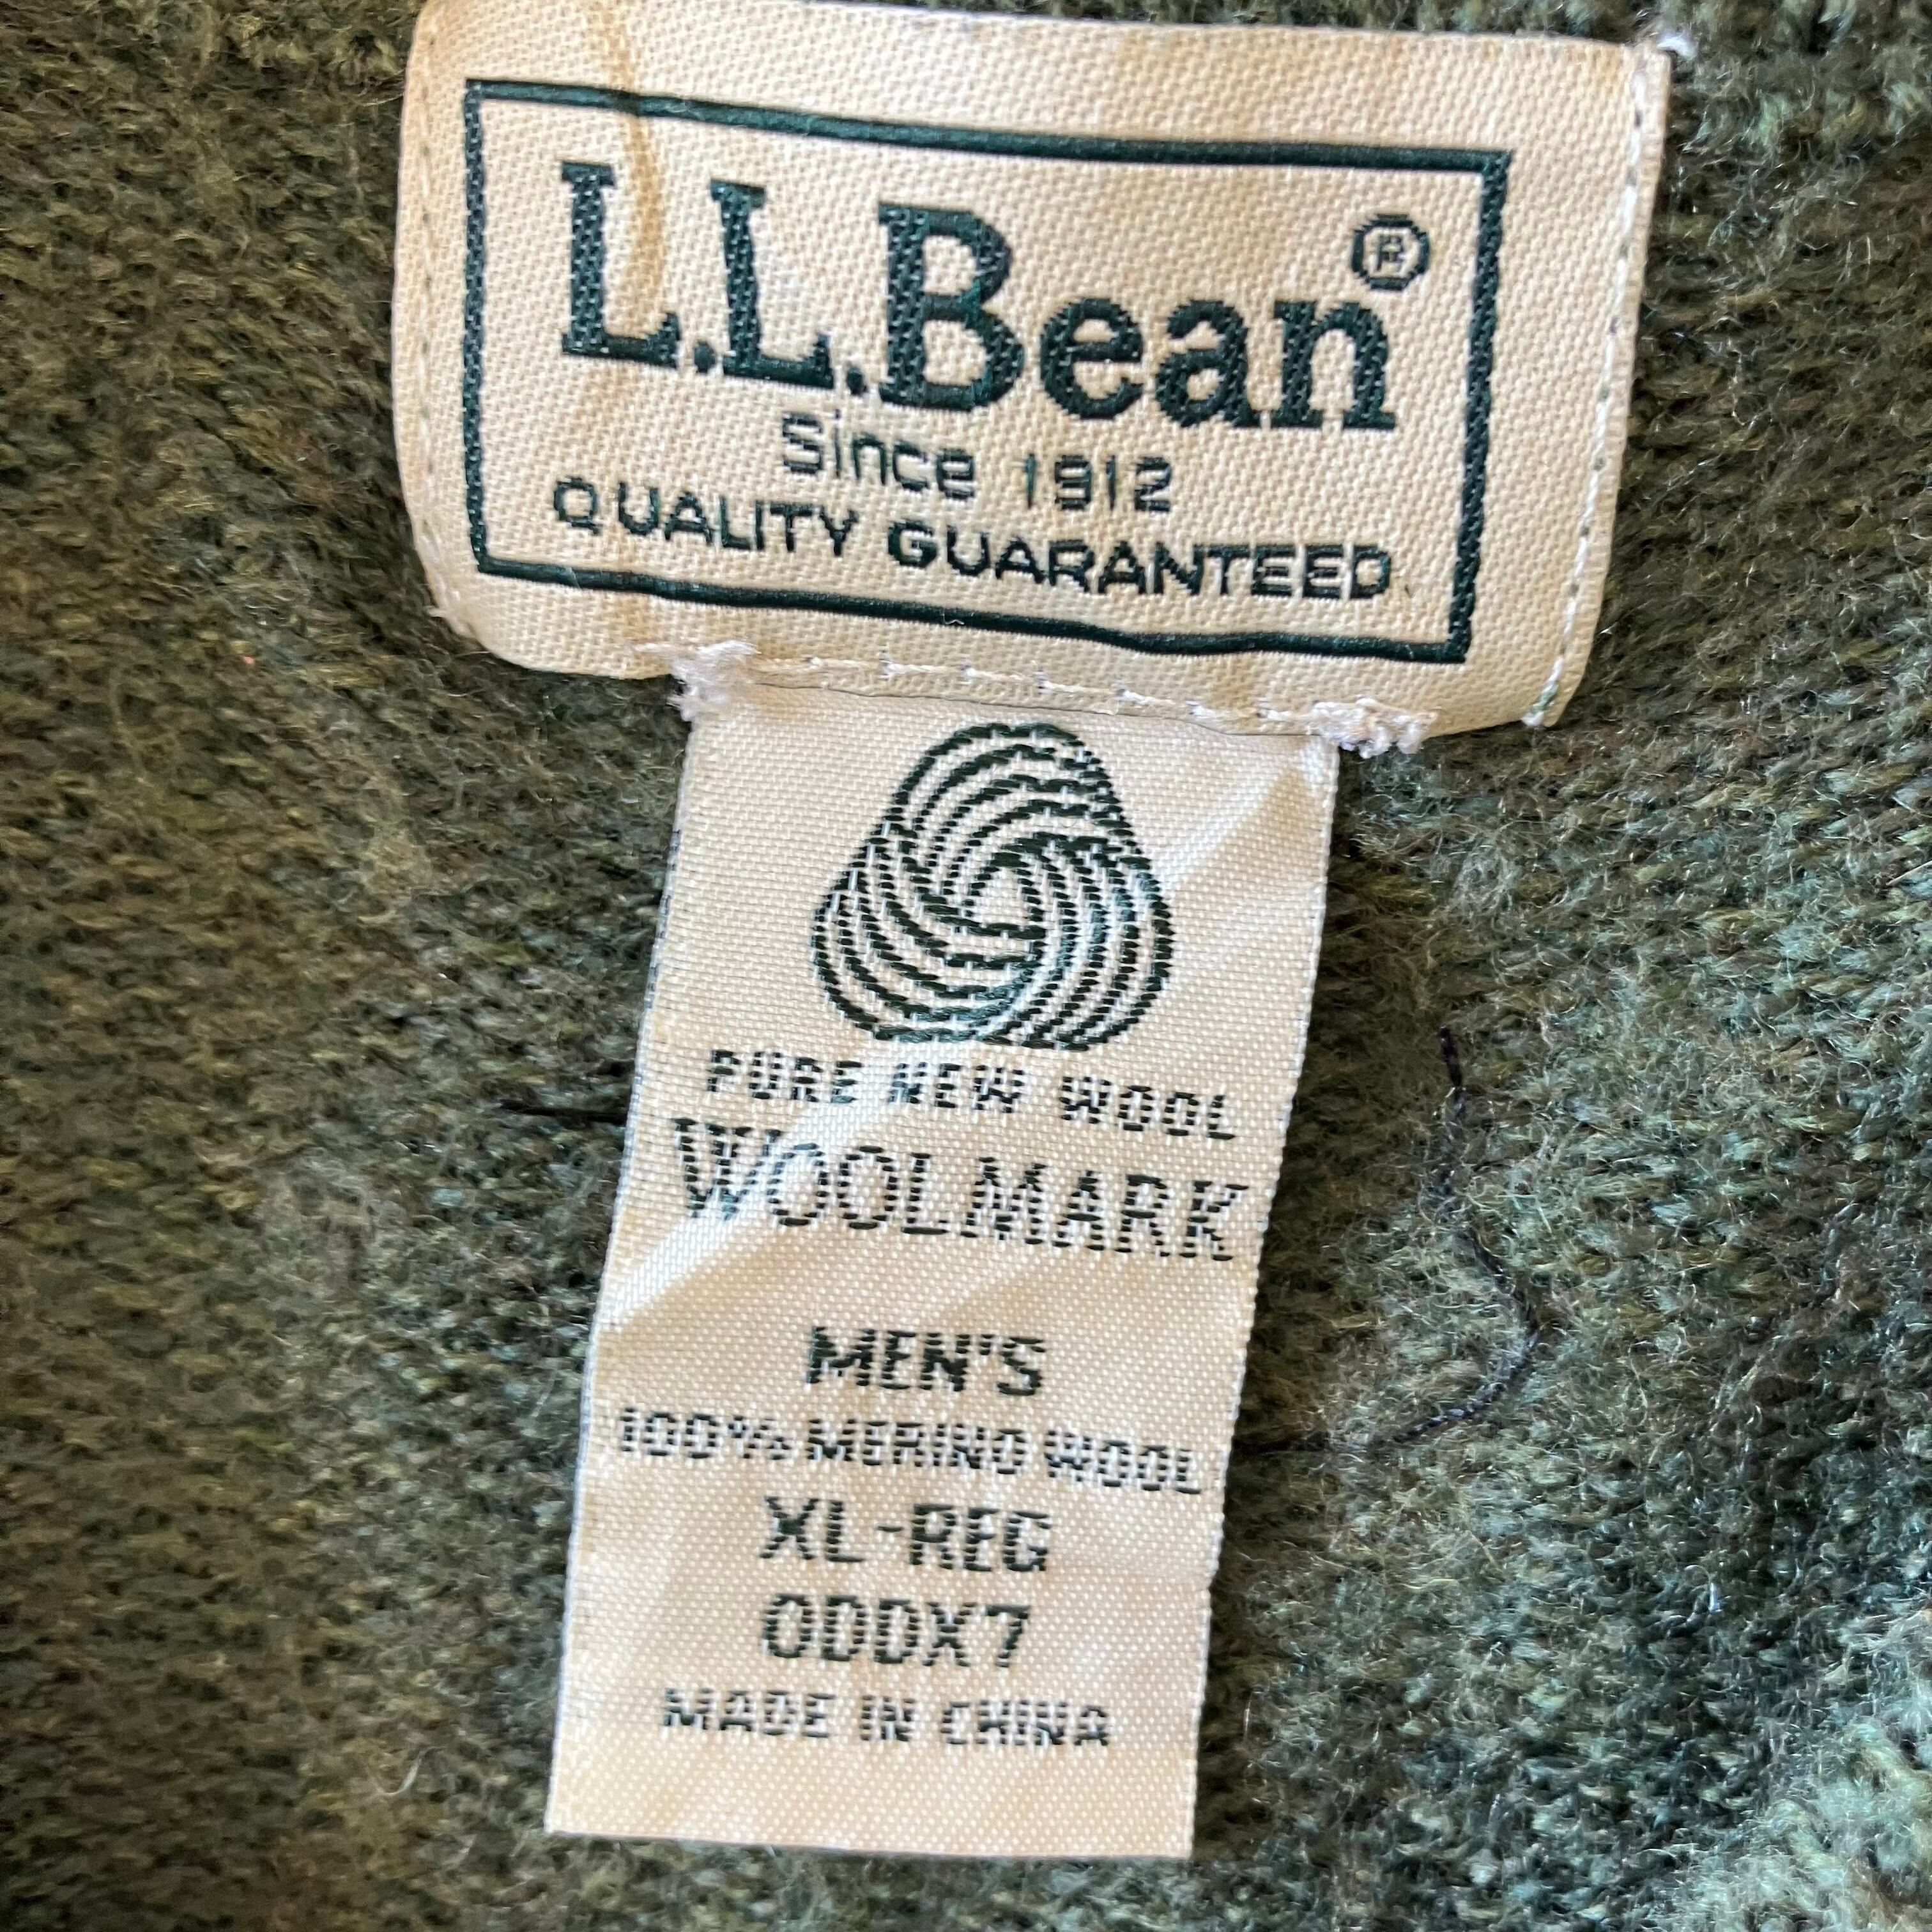 L.L.Bean®
Since 1912
QUALITY GUARANTEED
PURE NEW WOOL
WOOLMARK
MEN'S
100% MERINO WOOL
XL-REG
0DDX7
MADE IN CHINA